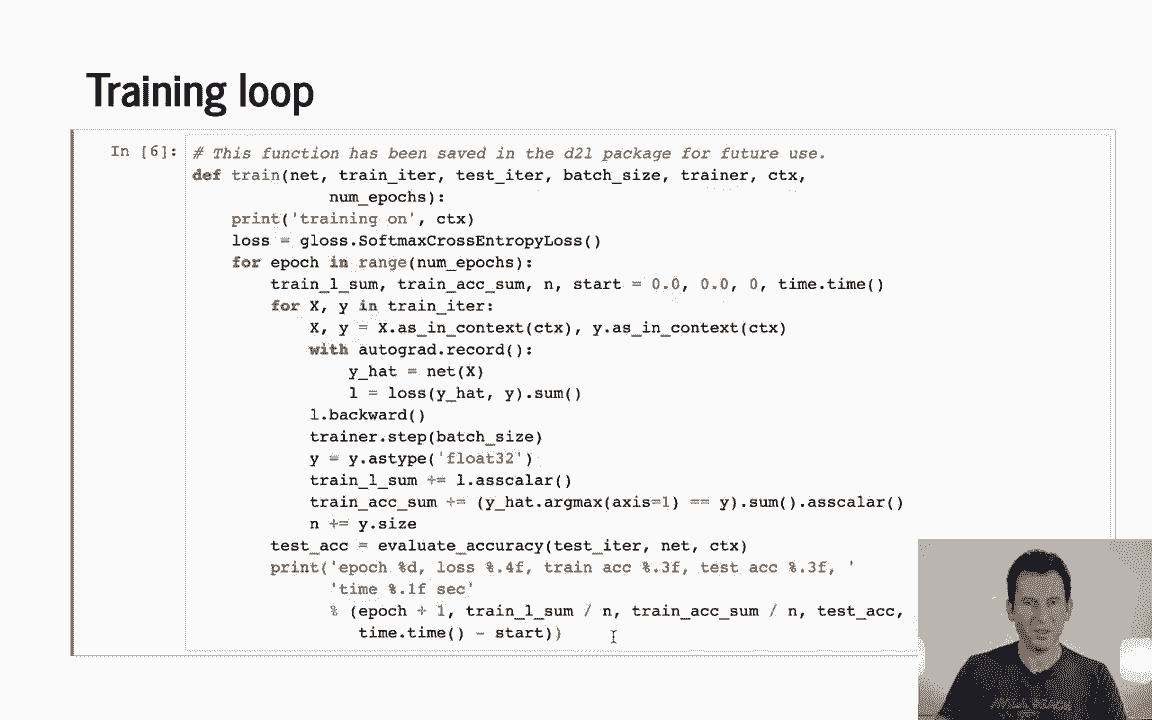 Training loop
In [6]: # This function has been saved in the d2l package for future use.
def train(net, train_iter, test_iter, batch_size, trainer, ctx,
num_epochs):
print('training on', ctx)
loss = gloss.SoftmaxCrossEntropyLoss()
for epoch in range(num_epochs):
train_l_sum, train_acc_sum, n, start = 0.0, 0.0, 0, time.time()
for X, y in train_iter:
X, y = X.as_in_context(ctx), y.as_in_context(ctx)
with autograd.record():
y_hat = net(X)
l = loss(y_hat, y).sum()
l.backward()
trainer.step(batch_size)
y = y.astype('float32')
train_l_sum += l.asscalar()
train_acc_sum += (y_hat.argmax(axis=1) == y).sum().asscalar()
n += y.size
test_acc = evaluate_accuracy(test_iter, net, ctx)
print('epoch %d, loss %.4f, train acc %.3f, test acc %.3f, '
'time %.1f sec'
% (epoch + 1, train_l_sum / n, train_acc_sum / n, test_acc,
time.time() - start))